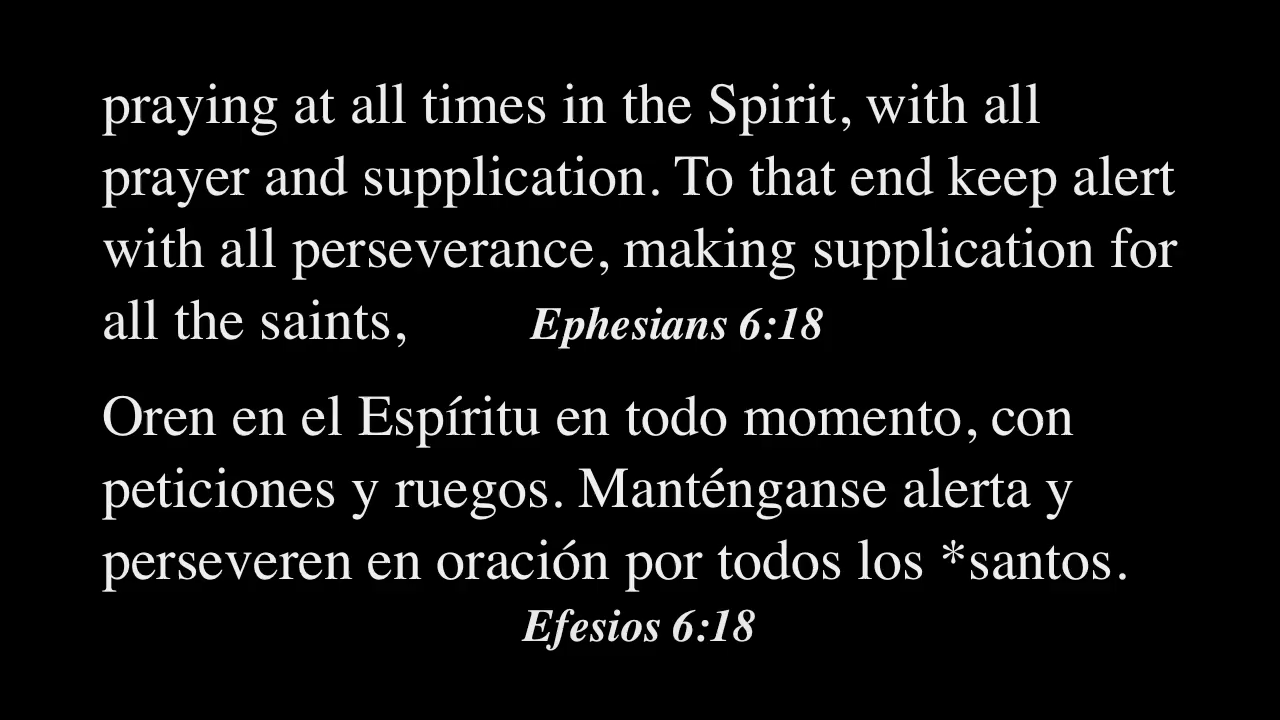 praying at all times in the Spirit, with all
prayer and supplication. To that end keep alert
with all perseverance, making supplication for
all the saints, Ephesians 6:18
Oren en el Espíritu en todo momento, con
peticiones y ruegos. Manténganse alerta y
perseveren en oración por todos los *santos.
Efesios 6:18